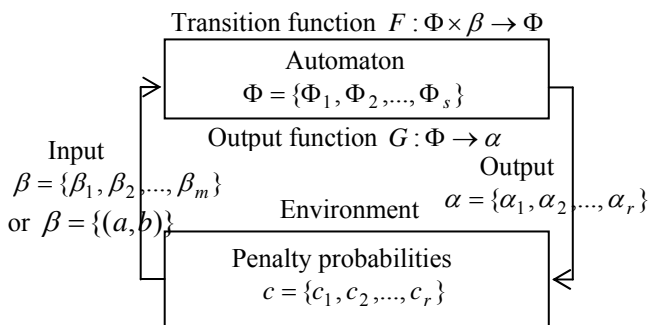 Transition function F : Φ × β → Φ
Automaton
Φ = {Φ₁, Φ₂,..., Φₛ}
Output function G : Φ → α
Input
β = {β₁, β₂,..., βₘ}
or β = {(a,b)}
Output
α = {α₁, α₂,..., αᵣ}
Environment
Penalty probabilities
c = {c₁, c₂,..., cᵣ}